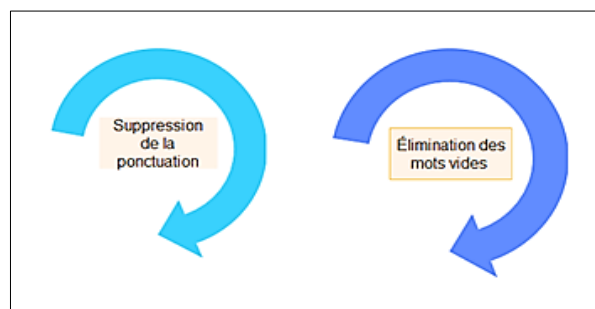 Suppression
de la
ponctuation
Élimination des
mots vides